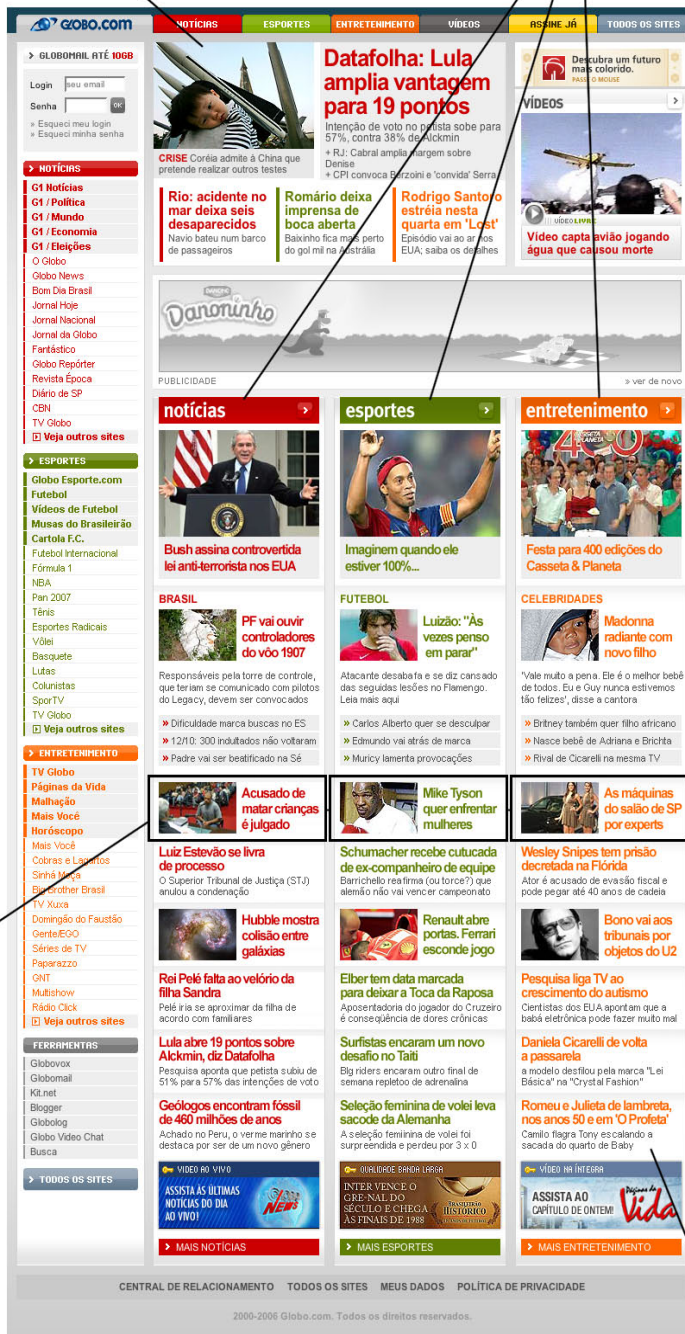 GLOBO.COM
NOTÍCIAS ESPORTES ENTRETENIMENTO VÍDEOS ASSINE JÁ TODOS OS SITES
> GLOBOMAIL ATÉ 10GB
Login seu email
Senha OK
» Esqueci meu login
» Esqueci minha senha
> NOTÍCIAS
G1 Notícias
G1 / Política
G1 / Mundo
G1 / Economia
G1 / Eleições
O Globo
Globo News
Bom Dia Brasil
Jornal Hoje
Jornal Nacional
Jornal da Globo
Fantástico
Globo Repórter
Revista Época
Diário de SP
CBN
TV Globo
Veja outros sites
> ESPORTES
Globo Esporte.com
Futebol
Vídeos de Futebol
Musas do Brasileirão
Cartola F.C.
Futebol Internacional
Fórmula 1
NBA
Pan 2007
Tênis
Esportes Radicais
Vôlei
Basquete
Lutas
Colunistas
SporTV
TV Globo
Veja outros sites
> ENTRETENIMENTO
TV Globo
Páginas da Vida
Malhação
Mais Você
Horóscopo
Mais Você
Cobras e Lagartos
Sinhá Moça
Big Brother Brasil
TV Xuxa
Domingão do Faustão
Gente/EGO
Séries de TV
Paparazzo
GNT
Multishow
Rádio Click
Veja outros sites
FERRAMENTAS
Globovox
Globomail
Kit.net
Blogger
Globolog
Globo Video Chat
Busca
> TODOS OS SITES
CRISE Coréia admite à China que
pretende realizar outros testes
Datafolha: Lula
amplia vantagem
para 19 pontos
Intenção de voto no petista sobe para
57%, contra 38% de Alckmin
+ RJ: Cabral amplia margem sobre
Denise
+ CPI convoca Berzoini e 'convida' Serra
Rio: acidente no
mar deixa seis
desaparecidos
Navio bateu num barco
de passageiros
Romário deixa
imprensa de
boca aberta
Baixinho fica mais perto
do gol mil na Austrália
Rodrigo Santoro
estréia nesta
quarta em 'Lost'
Episódio vai ao ar nos
EUA; saiba os detalhes
Descubra um futuro
mais colorido.
PASSE O MOUSE
VÍDEOS
VIDEO LIVRE
Vídeo capta avião jogando
água que causou morte
DANONE
Danoninho
PUBLICIDADE
» ver de novo
notícias
Bush assina controvertida
lei anti-terrorista nos EUA
BRASIL
PF vai ouvir
controladores
do vôo 1907
Responsáveis pela torre de controle,
que teriam se comunicado com pilotos
do Legacy, devem ser convocados
» Dificuldade marca buscas no ES
» 12/10: 300 indultados não voltaram
» Padre vai ser beatificado na Sé
Acusado de
matar crianças
é julgado
Luiz Estevão se livra
de processo
O Superior Tribunal de Justiça (STJ)
anulou a condenação
Hubble mostra
colisão entre
galáxias
Rei Pelé falta ao velório da
filha Sandra
Pelé iria se aproximar da filha de
acordo com familiares
Lula abre 19 pontos sobre
Alckmin, diz Datafolha
Pesquisa aponta que petista subiu de
51% para 57% das intenções de voto
Geólogos encontram fóssil
de 460 milhões de anos
Achado no Peru, o verme marinho se
destaca por ser de um novo gênero
VIDEO AO VIVO
ASSISTA ÀS ÚLTIMAS
NOTÍCIAS DO DIA
AO VIVO!
GLOBO NEWS
> MAIS NOTÍCIAS
esportes
Imaginem quando ele
estiver 100%...
FUTEBOL
Luizão: "Às
vezes penso
em parar"
Atacante desabafa e se diz cansado
das seguidas lesões no Flamengo.
Leia mais aqui
» Carlos Alberto quer se desculpar
» Edmundo vai atrás de marca
» Muricy lamenta provocações
Mike Tyson
quer enfrentar
mulheres
Schumacher recebe cutucada
de ex-companheiro de equipe
Barrichello reafirma (ou torce?) que
alemão não vai vencer campeonato
Renault abre
portas. Ferrari
esconde jogo
Elber tem data marcada
para deixar a Toca da Raposa
Aposentadoria do jogador do Cruzeiro
é conseqüência de dores crônicas
Surfistas encaram um novo
desafio no Taiti
Big riders encaram outro final de
semana repleto de adrenalina
Seleção feminina de volei leva
sacode da Alemanha
A seleção femiinina de volei foi
surpreendida e perdeu por 3 x 0
QUALIDADE BANDA LARGA
INTER VENCE O
GRE-NAL DO
SÉCULO E CHEGA
ÀS FINAIS DE 1988
BRASILEIRÃO
HISTÓRICO
> MAIS ESPORTES
entretenimento
Festa para 400 edições do
Casseta & Planeta
CELEBRIDADES
Madonna
radiante com
novo filho
'Vale muito a pena. Ele é o melhor bebê
de todos. Eu e Guy nunca estivemos
tão felizes', disse a cantora
» Britney também quer filho africano
» Nasce bebê de Adriana e Brichta
» Rival de Cicarelli na mesma TV
As máquinas
do salão de SP
por experts
Wesley Snipes tem prisão
decretada na Flórida
Ator é acusado de evasão fiscal e
pode pegar até 40 anos de cadeia
Bono vai aos
tribunais por
objetos do U2
Pesquisa liga TV ao
crescimento do autismo
Cientistas dos EUA apontam que a
babá eletrônica pode fazer muito mal
Daniela Cicarelli de volta
a passarela
a modelo desfilou pela marca "Lei
Básica" na "Crystal Fashion"
Romeu e Julieta de lambreta,
nos anos 50 e em 'O Profeta'
Camilo flagra Tony escalando a
sacada do quarto de Baby
VÍDEO NA ÍNTEGRA
ASSISTA AO
CAPÍTULO DE ONTEM!
Páginas da
Vida
> MAIS ENTRETENIMENTO
CENTRAL DE RELACIONAMENTO TODOS OS SITES MEUS DADOS POLÍTICA DE PRIVACIDADE
2000-2006 Globo.com. Todos os direitos reservados.